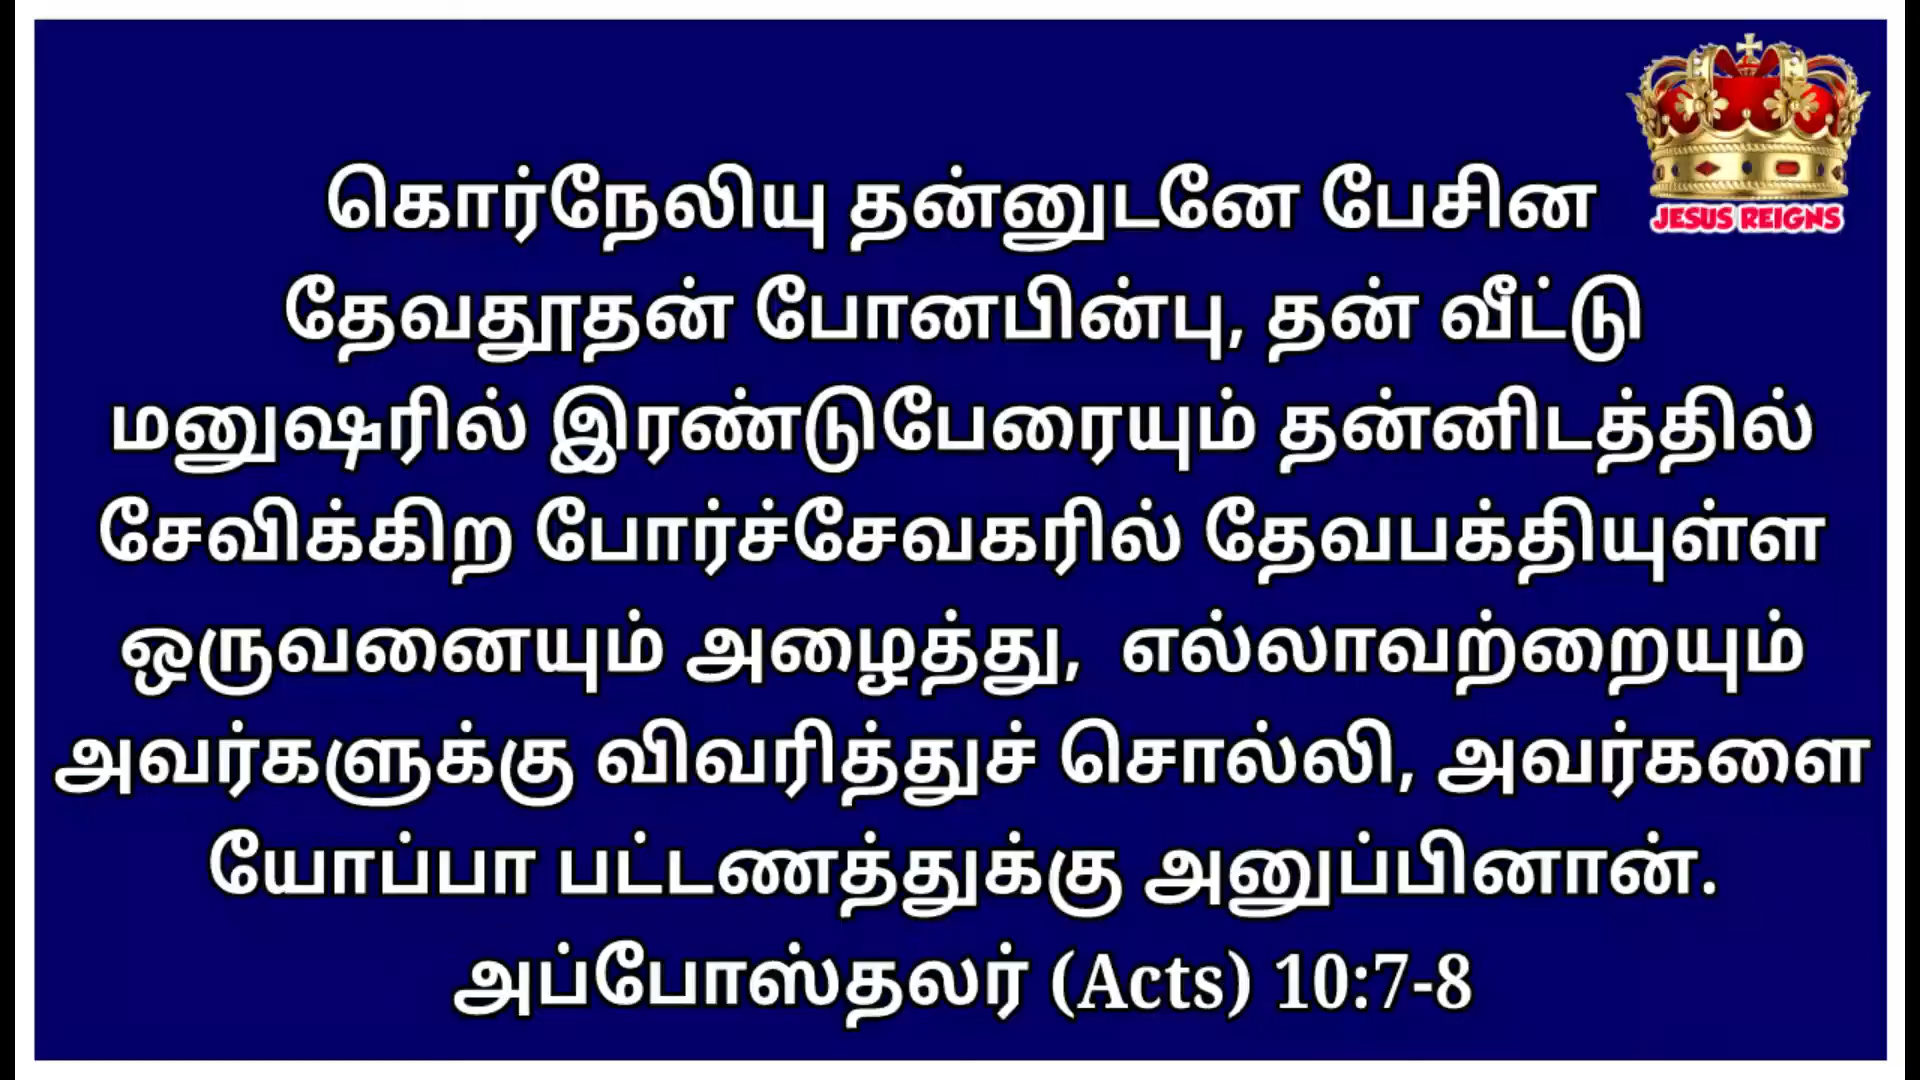 JESUS REIGNS
கொர்நேலியு தன்னுடனே பேசின
தேவதூதன் போனபின்பு, தன் வீட்டு
மனுஷரில் இரண்டுபேரையும் தன்னிடத்தில்
சேவிக்கிற போர்ச்சேவகரில் தேவபக்தியுள்ள
ஒருவனையும் அழைத்து, எல்லாவற்றையும்
அவர்களுக்கு விவரித்துச் சொல்லி, அவர்களை
யோப்பா பட்டணத்துக்கு அனுப்பினான்.
அப்போஸ்தலர் (Acts) 10:7-8